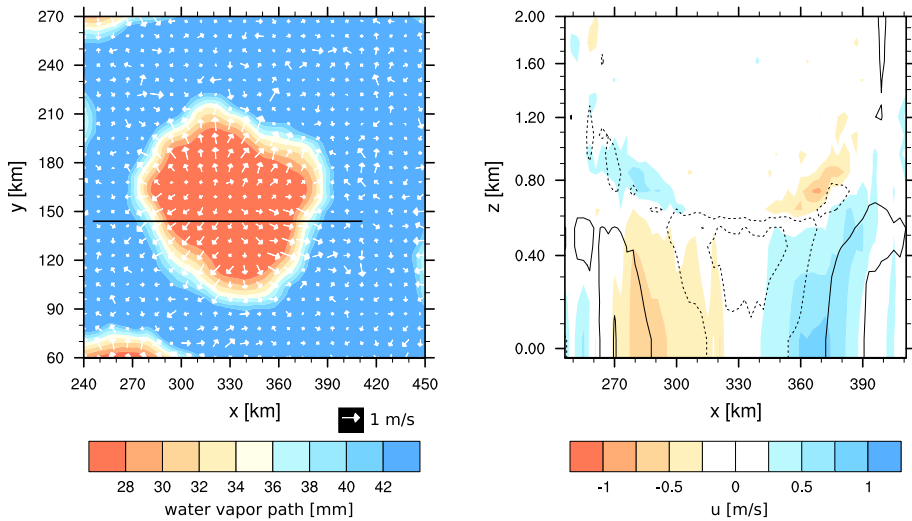 270
240
210
180
150
120
90
60
y [km]
240 270 300 330 360 390 420 450
x [km]
1 m/s
28 30 32 34 36 38 40 42
water vapor path [mm]
2.00
1.60
1.20
0.80
0.40
0.00
z [km]
270 300 330 360 390
x [km]
-1 -0.5 0 0.5 1
u [m/s]